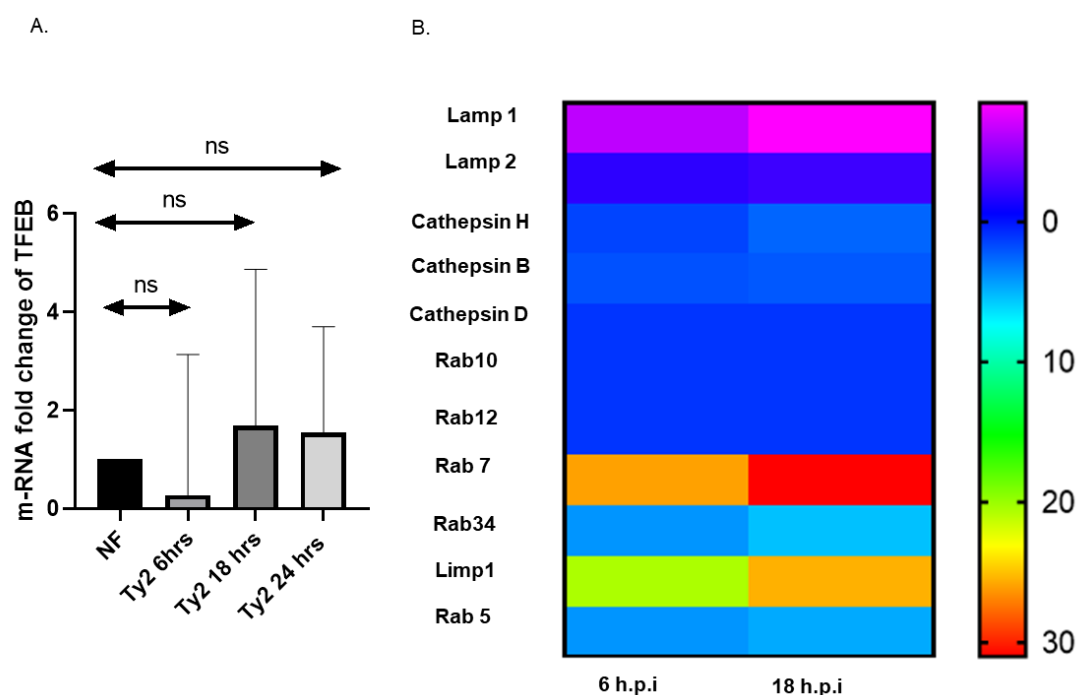 A.
ns
ns
ns
m-RNA fold change of TFEB
6
4
2
0
NF
Ty2 6hrs
Ty2 18 hrs
Ty2 24 hrs
B.
Lamp 1
Lamp 2
Cathepsin H
Cathepsin B
Cathepsin D
Rab10
Rab12
Rab 7
Rab34
Limp1
Rab 5
6 h.p.i
18 h.p.i
0
10
20
30